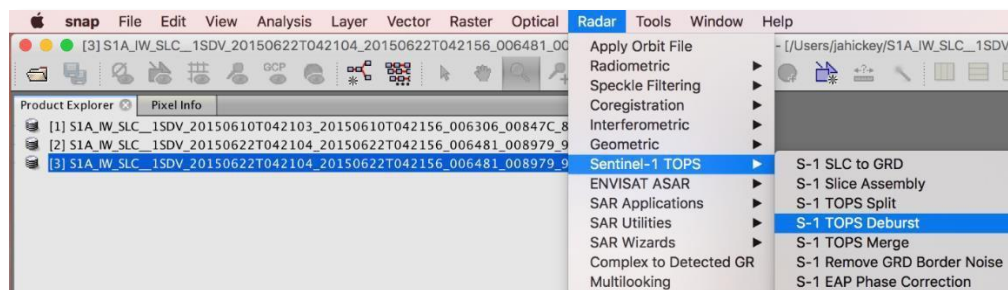 snap File Edit View Analysis Layer Vector Raster Optical Radar Tools Window Help
[3] S1A_IW_SLC__1SDV_20150622T042104_20150622T042156_006481_00 - [/Users/jahickey/S1A_IW_SLC__1SDV
GCP
Product Explorer Pixel Info
[1] S1A_IW_SLC__1SDV_20150610T042103_20150610T042156_006306_00847C_8
[2] S1A_IW_SLC__1SDV_20150622T042104_20150622T042156_006481_008979_9
[3] S1A_IW_SLC__1SDV_20150622T042104_20150622T042156_006481_008979_9
Apply Orbit File
Radiometric
Speckle Filtering
Coregistration
Interferometric
Geometric
Sentinel-1 TOPS
ENVISAT ASAR
SAR Applications
SAR Utilities
SAR Wizards
Complex to Detected GR
Multilooking
S-1 SLC to GRD
S-1 Slice Assembly
S-1 TOPS Split
S-1 TOPS Deburst
S-1 TOPS Merge
S-1 Remove GRD Border Noise
S-1 EAP Phase Correction